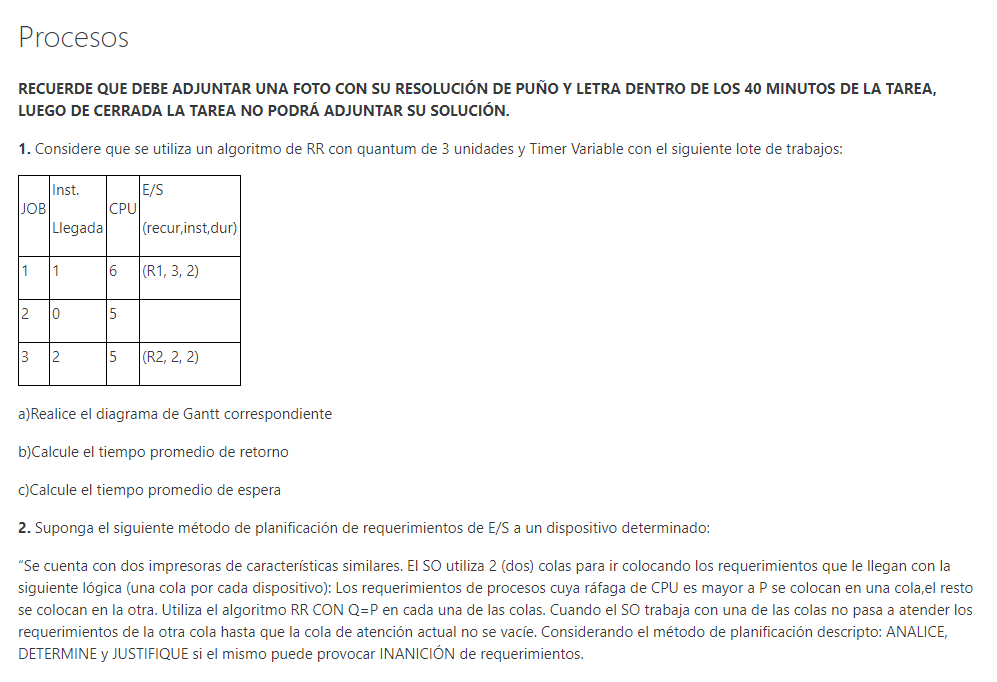 Procesos
RECUERDE QUE DEBE ADJUNTAR UNA FOTO CON SU RESOLUCIÓN DE PUÑO Y LETRA DENTRO DE LOS 40 MINUTOS DE LA TAREA,
LUEGO DE CERRADA LA TAREA NO PODRÁ ADJUNTAR SU SOLUCIÓN.
1. Considere que se utiliza un algoritmo de RR con quantum de 3 unidades y Timer Variable con el siguiente lote de trabajos:
JOB Inst. Llegada CPU E/S (recur,inst,dur)
1 1 6 (R1, 3, 2)
2 0 5
3 2 5 (R2, 2, 2)
a)Realice el diagrama de Gantt correspondiente
b)Calcule el tiempo promedio de retorno
c)Calcule el tiempo promedio de espera
2. Suponga el siguiente método de planificación de requerimientos de E/S a un dispositivo determinado:
“Se cuenta con dos impresoras de características similares. El SO utiliza 2 (dos) colas para ir colocando los requerimientos que le llegan con la
siguiente lógica (una cola por cada dispositivo): Los requerimientos de procesos cuya ráfaga de CPU es mayor a P se colocan en una cola,el resto
se colocan en la otra. Utiliza el algoritmo RR CON Q=P en cada una de las colas. Cuando el SO trabaja con una de las colas no pasa a atender los
requerimientos de la otra cola hasta que la cola de atención actual no se vacíe. Considerando el método de planificación descripto: ANALICE,
DETERMINE y JUSTIFIQUE si el mismo puede provocar INANICIÓN de requerimientos.